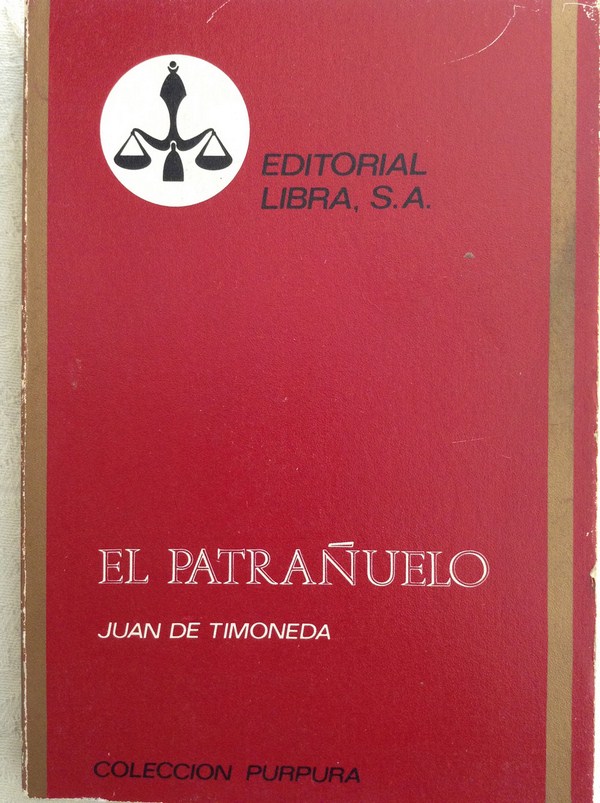 EDITORIAL
LIBRA, S.A.
EL PATRAÑUELO
JUAN DE TIMONEDA
COLECCION PURPURA